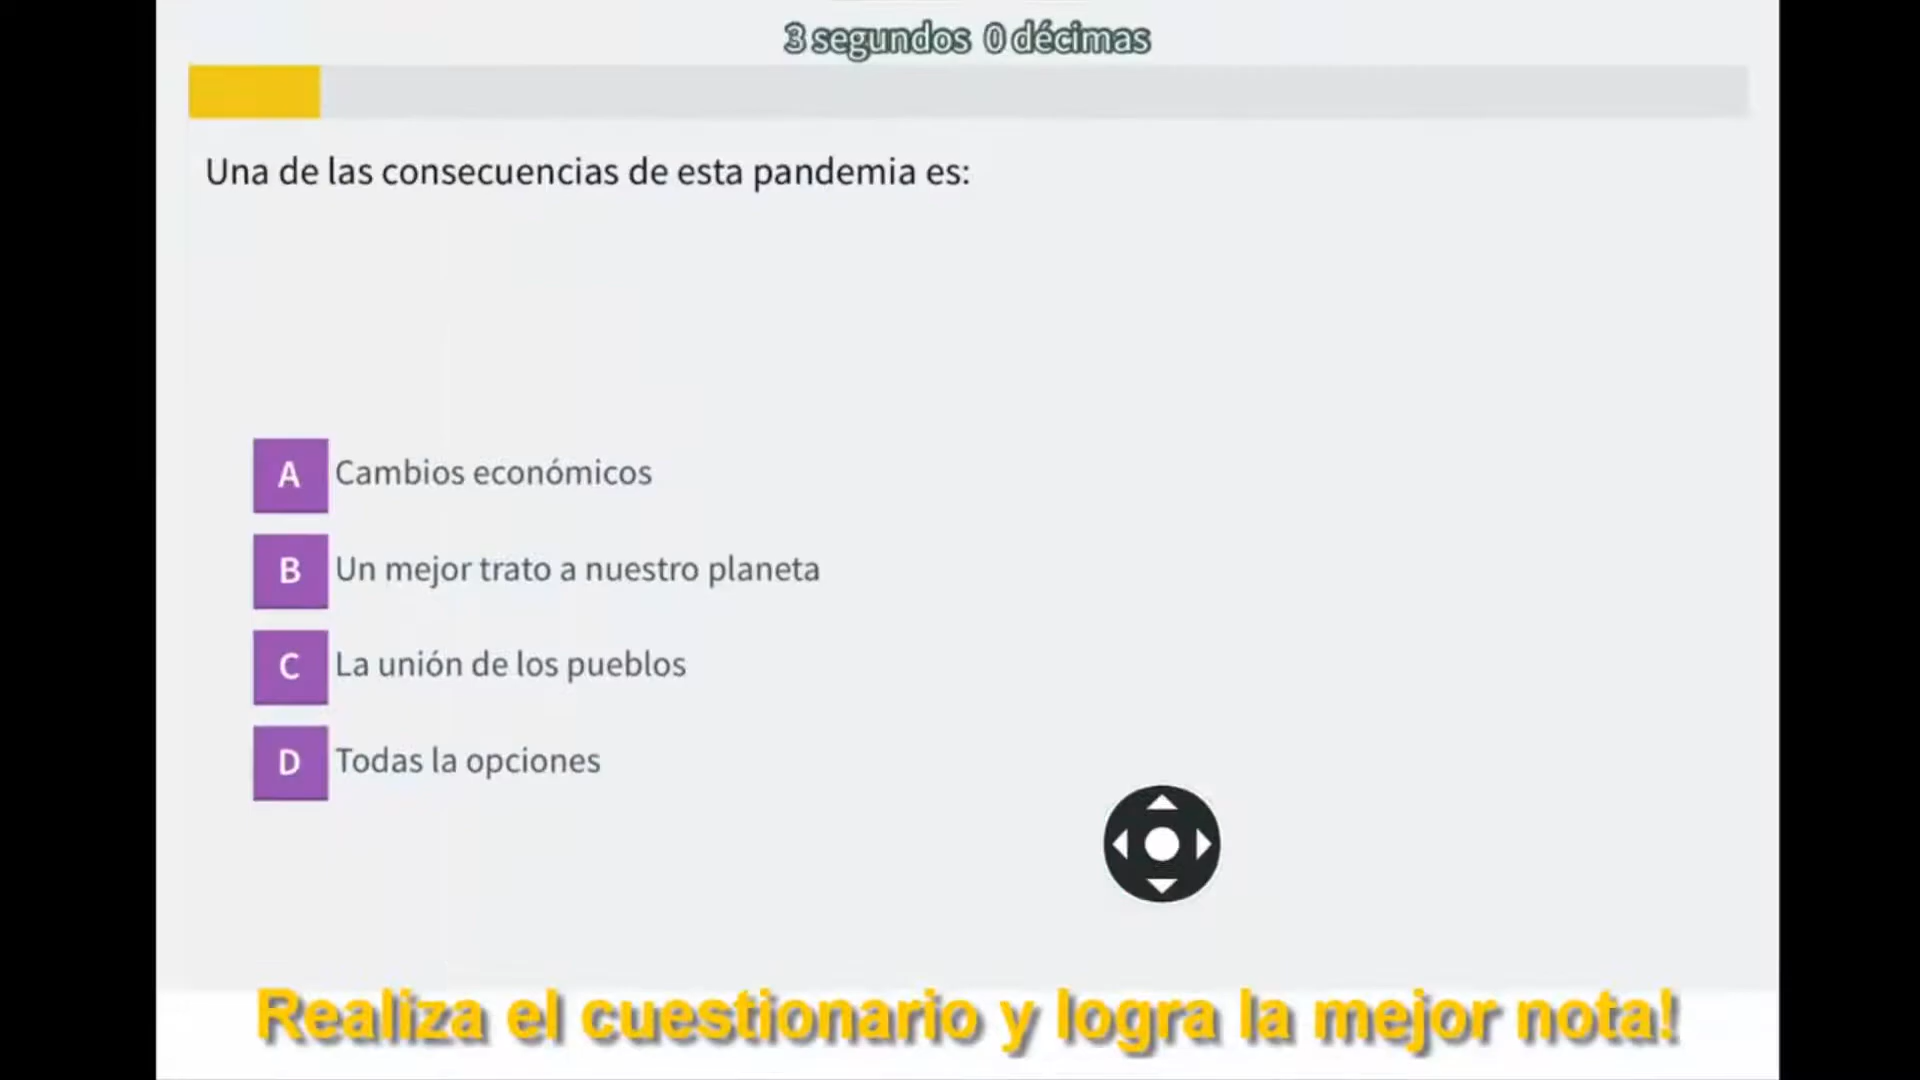 3 segundos 0 décimas
Una de las consecuencias de esta pandemia es:
A Cambios económicos
B Un mejor trato a nuestro planeta
C La unión de los pueblos
D Todas la opciones
Realiza el cuestionario y logra la mejor nota!